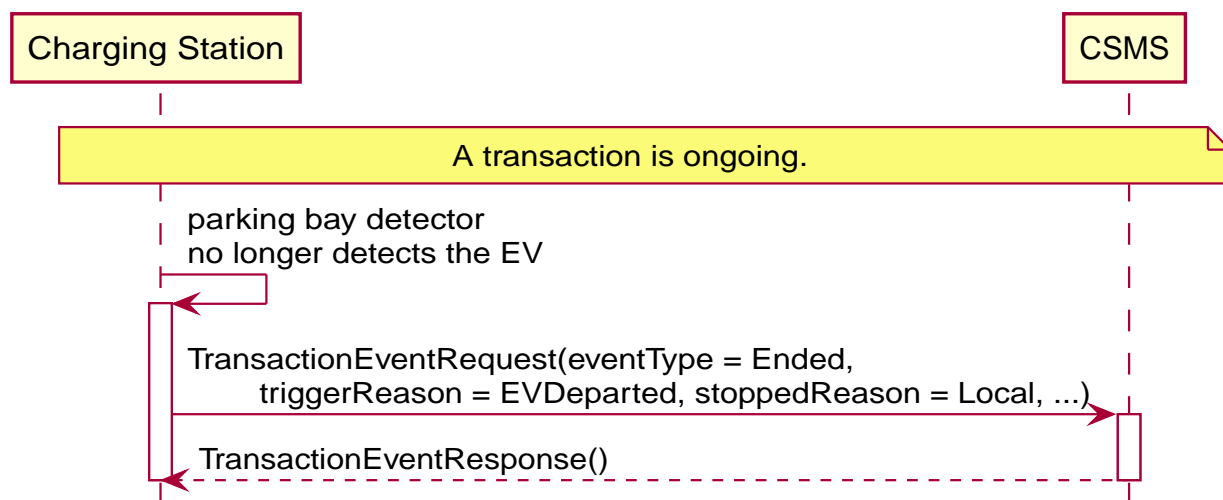 Charging Station
CSMS
A transaction is ongoing.
parking bay detector
no longer detects the EV
TransactionEventRequest(eventType = Ended,
triggerReason = EVDeparted, stoppedReason = Local, ...)
TransactionEventResponse()